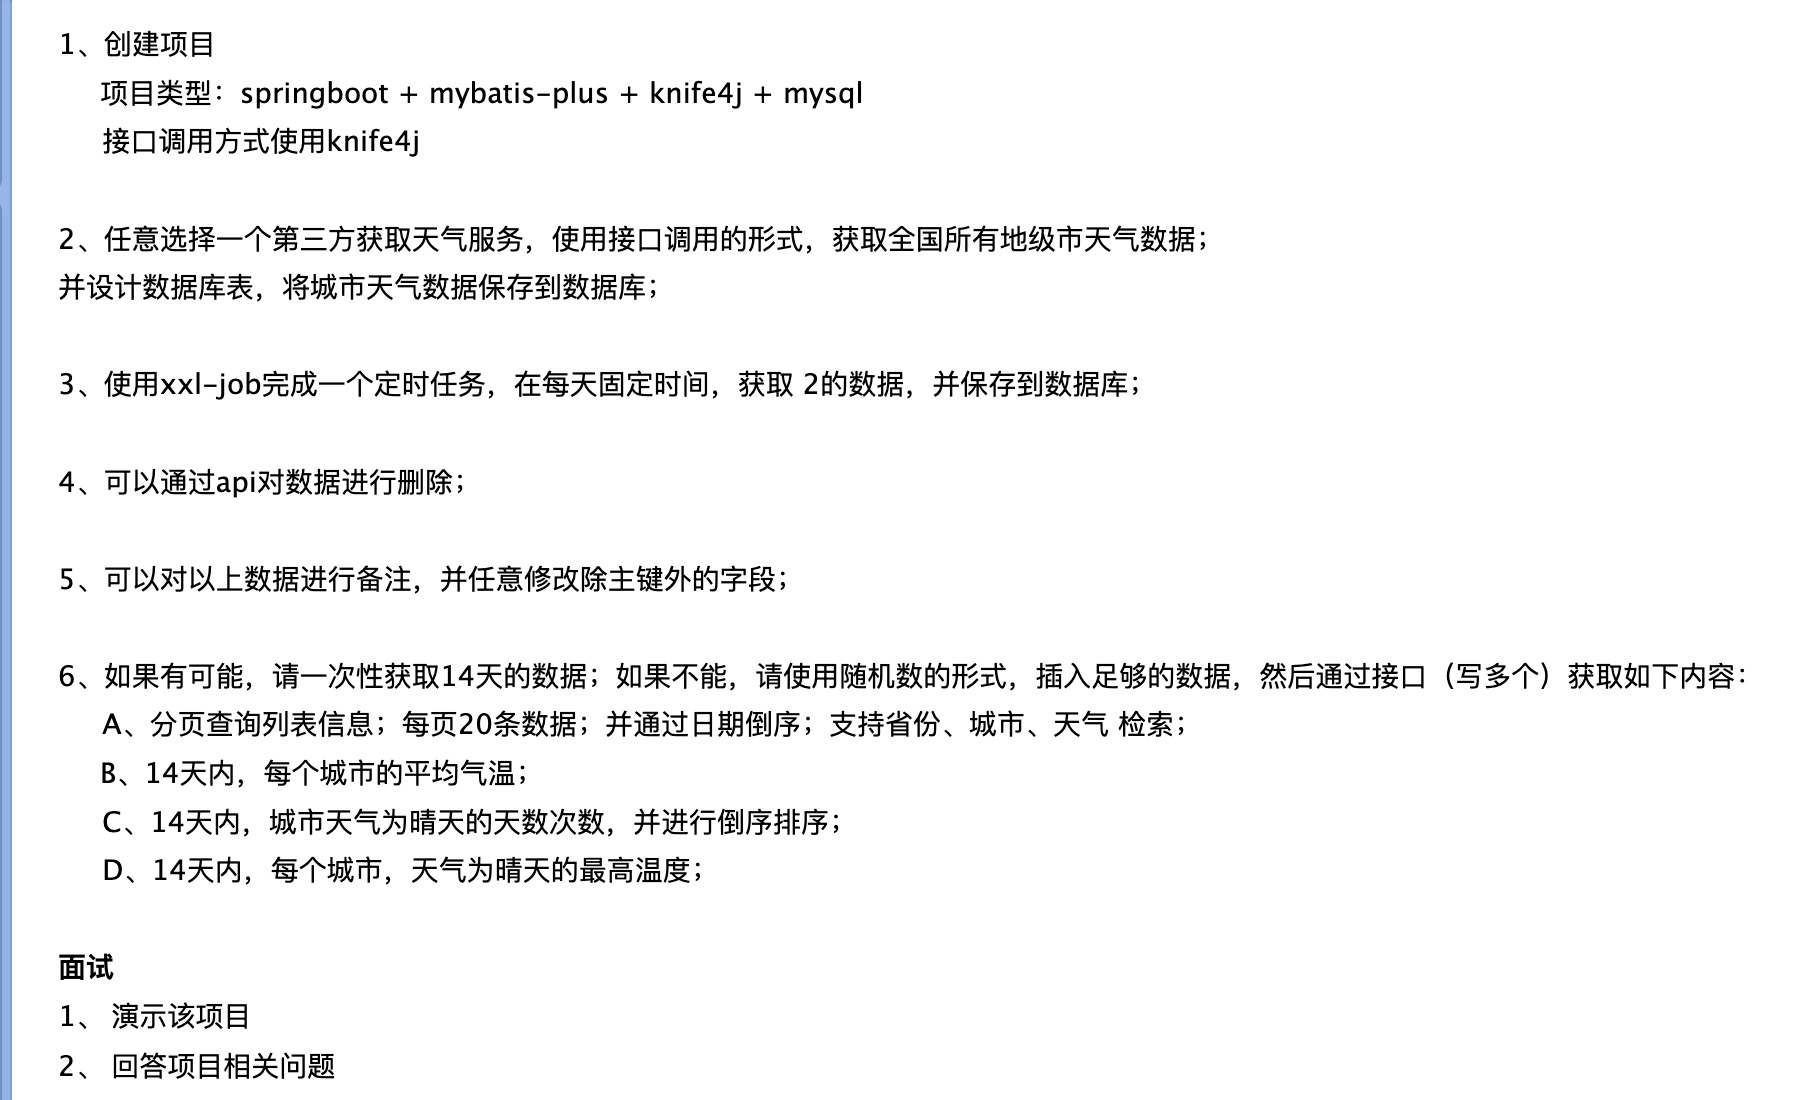 1、创建项目
项目类型：springboot + mybatis-plus + knife4j + mysql
接口调用方式使用knife4j
2、任意选择一个第三方获取天气服务，使用接口调用的形式，获取全国所有地级市天气数据；
并设计数据库表，将城市天气数据保存到数据库；
3、使用xxl-job完成一个定时任务，在每天固定时间，获取 2的数据，并保存到数据库；
4、可以通过api对数据进行删除；
5、可以对以上数据进行备注，并任意修改除主键外的字段；
6、如果有可能，请一次性获取14天的数据；如果不能，请使用随机数的形式，插入足够的数据，然后通过接口（写多个）获取如下内容：
A、分页查询列表信息；每页20条数据；并通过日期倒序；支持省份、城市、天气 检索；
B、14天内，每个城市的平均气温；
C、14天内，城市天气为晴天的天数次数，并进行倒序排序；
D、14天内，每个城市，天气为晴天的最高温度；
面试
1、 演示该项目
2、 回答项目相关问题